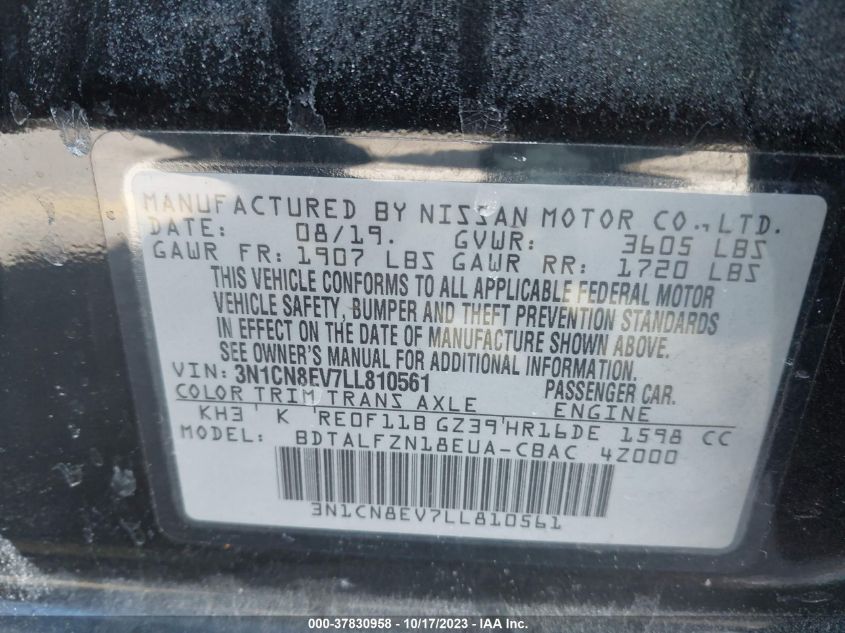 MANUFACTURED BY NISSAN MOTOR CO., LTD.
DATE: 08/19. GVWR: 3605 LBS
GAWR FR: 1907 LBS GAWR RR: 1720 LBS
THIS VEHICLE CONFORMS TO ALL APPLICABLE FEDERAL MOTOR
VEHICLE SAFETY, BUMPER AND THEFT PREVENTION STANDARDS
IN EFFECT ON THE DATE OF MANUFACTURE SHOWN ABOVE.
SEE OWNER'S MANUAL FOR ADDITIONAL INFORMATION.
VIN: 3N1CN8EV7LL810561 PASSENGER CAR.
COLOR TRIM TRANS AXLE ENGINE
KH3 K RE0F11B GZ39 HR16DE 1598 CC
MODEL: BDTALFZN18EUA-CBAC 4Z000
3N1CN8EV7LL810561
000-37830958 - 10/17/2023 - IAA Inc.